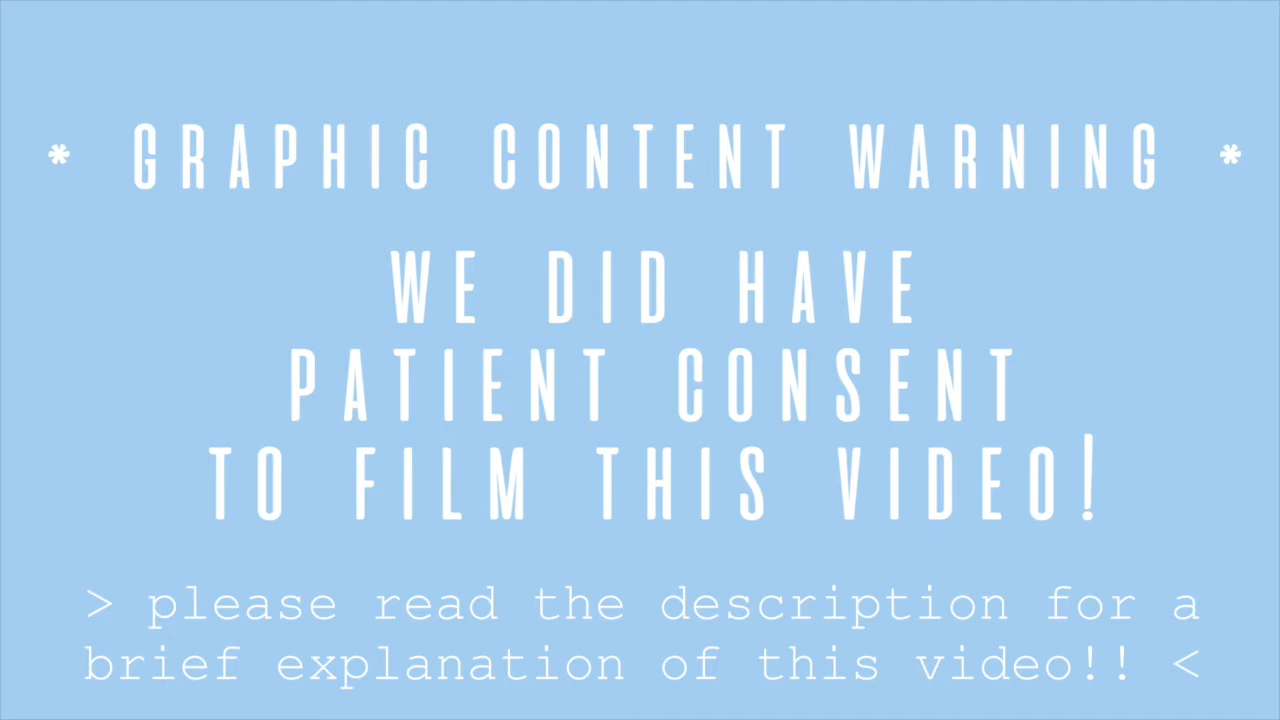 * GRAPHIC CONTENT WARNING *
WE DID HAVE
PATIENT CONSENT
TO FILM THIS VIDEO!
> please read the description for a
brief explanation of this video!! <